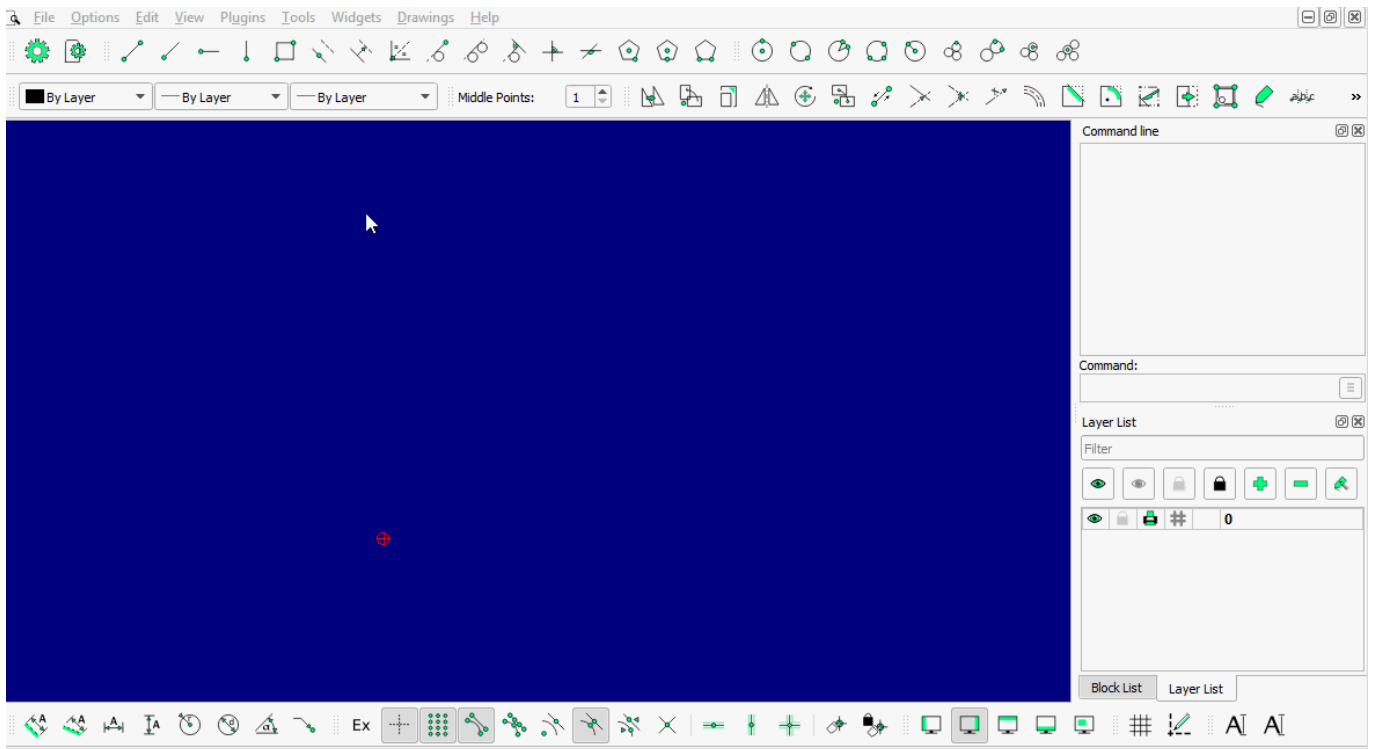 File Options Edit View Plugins Tools Widgets Drawings Help
By Layer By Layer By Layer Middle Points: 1
Command line
Command:
Layer List
Filter
0
Block List Layer List
Ex